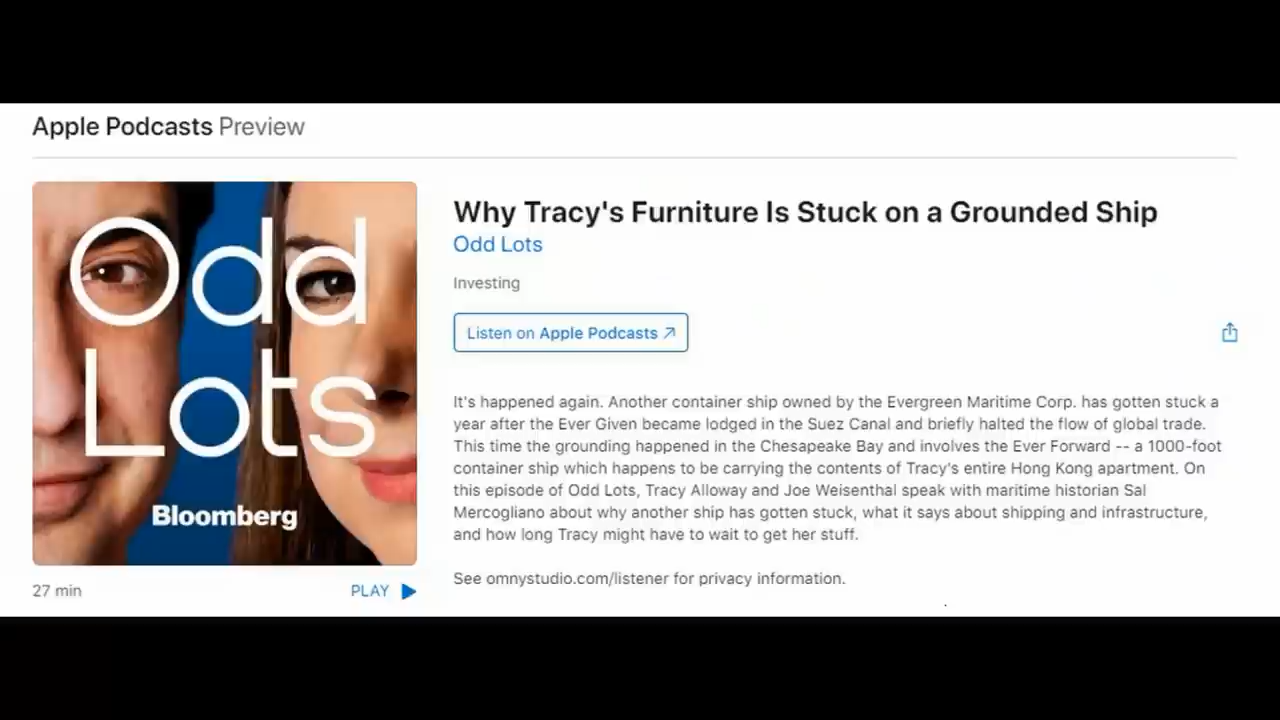 Apple Podcasts Preview
Odd
Lots
Bloomberg
27 min
PLAY
Why Tracy's Furniture Is Stuck on a Grounded Ship
Odd Lots
Investing
Listen on Apple Podcasts ↗
It's happened again. Another container ship owned by the Evergreen Maritime Corp. has gotten stuck a
year after the Ever Given became lodged in the Suez Canal and briefly halted the flow of global trade.
This time the grounding happened in the Chesapeake Bay and involves the Ever Forward -- a 1000-foot
container ship which happens to be carrying the contents of Tracy's entire Hong Kong apartment. On
this episode of Odd Lots, Tracy Alloway and Joe Weisenthal speak with maritime historian Sal
Mercogliano about why another ship has gotten stuck, what it says about shipping and infrastructure,
and how long Tracy might have to wait to get her stuff.
See omnystudio.com/listener for privacy information.